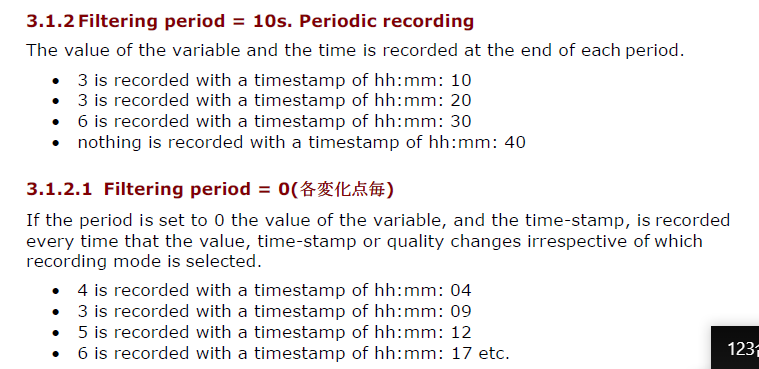 3.1.2 Filtering period = 10s. Periodic recording
The value of the variable and the time is recorded at the end of each period.
• 3 is recorded with a timestamp of hh:mm: 10
• 3 is recorded with a timestamp of hh:mm: 20
• 6 is recorded with a timestamp of hh:mm: 30
• nothing is recorded with a timestamp of hh:mm: 40
3.1.2.1 Filtering period = 0(各変化点毎)
If the period is set to 0 the value of the variable, and the time-stamp, is recorded
every time that the value, time-stamp or quality changes irrespective of which
recording mode is selected.
• 4 is recorded with a timestamp of hh:mm: 04
• 3 is recorded with a timestamp of hh:mm: 09
• 5 is recorded with a timestamp of hh:mm: 12
• 6 is recorded with a timestamp of hh:mm: 17 etc.
123